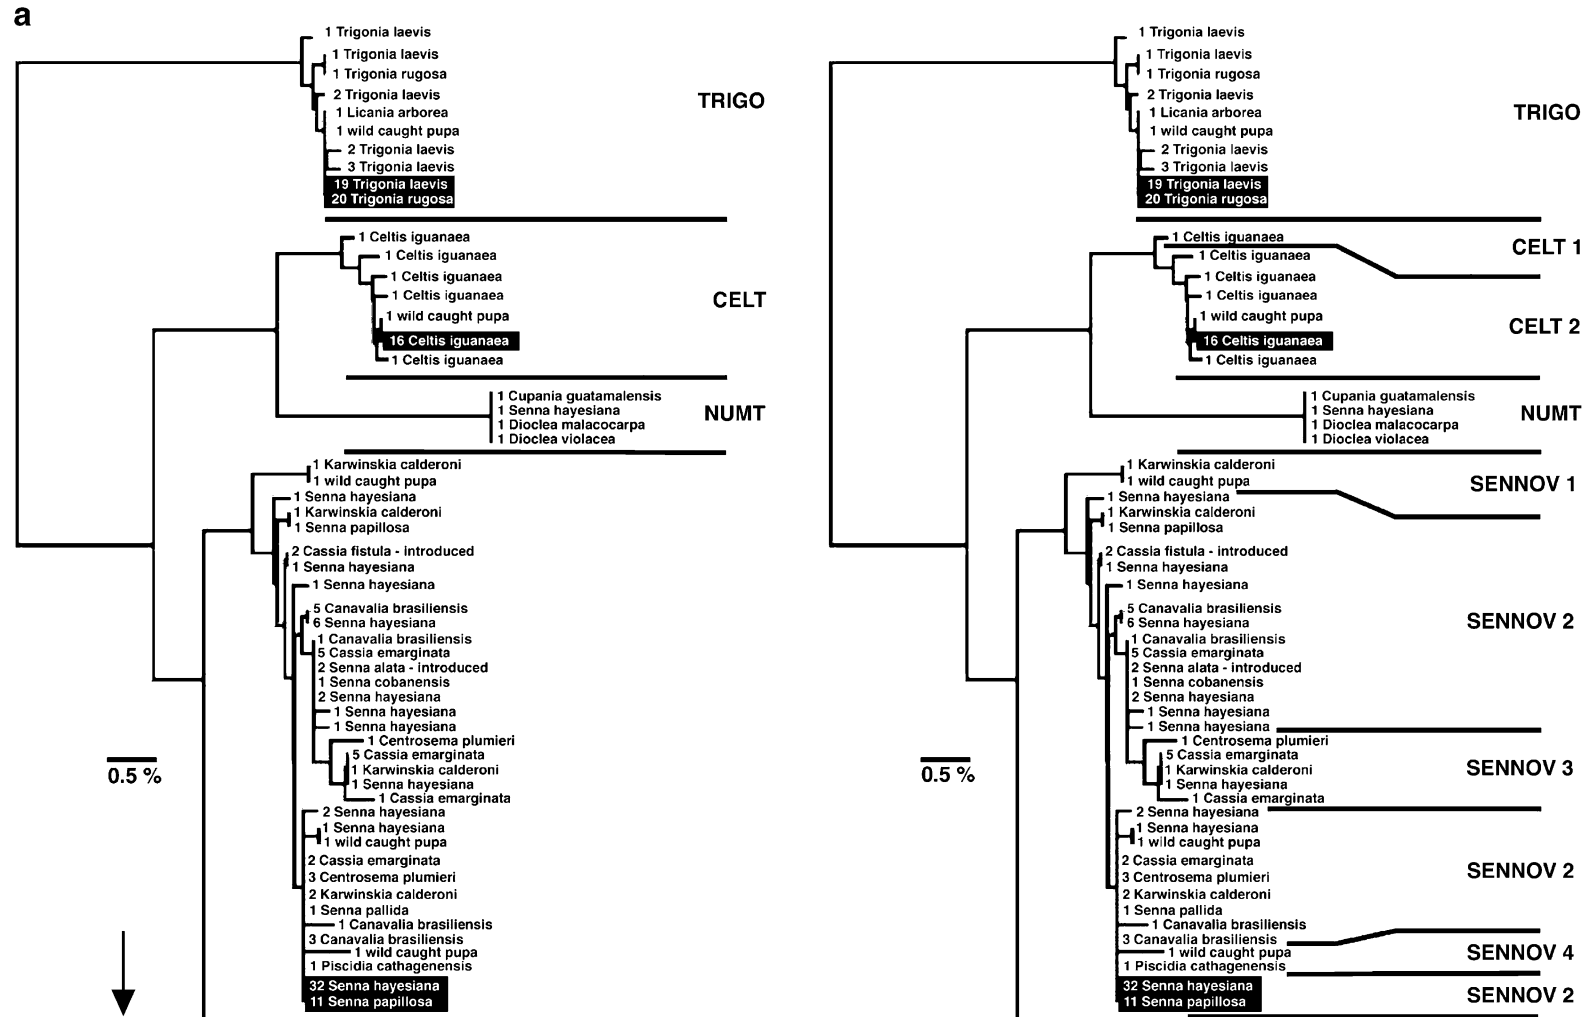 a
1 Trigonia laevis
1 Trigonia laevis
1 Trigonia rugosa
2 Trigonia laevis
1 Licania arborea
1 wild caught pupa
2 Trigonia laevis
3 Trigonia laevis
19 Trigonia laevis
20 Trigonia rugosa
TRIGO
1 Celtis iguanaea
1 Celtis iguanaea
1 Celtis iguanaea
1 Celtis iguanaea
1 wild caught pupa
16 Celtis iguanaea
1 Celtis iguanaea
CELT
1 Cupania guatamalensis
1 Senna hayesiana
1 Dioclea malacocarpa
1 Dioclea violacea
NUMT
1 Karwinskia calderoni
1 wild caught pupa
1 Senna hayesiana
1 Karwinskia calderoni
1 Senna papillosa
2 Cassia fistula - introduced
1 Senna hayesiana
1 Senna hayesiana
5 Canavalia brasiliensis
6 Senna hayesiana
1 Canavalia brasiliensis
5 Cassia emarginata
2 Senna alata - introduced
1 Senna cobanensis
2 Senna hayesiana
1 Senna hayesiana
1 Senna hayesiana
1 Centrosema plumieri
5 Cassia emarginata
1 Karwinskia calderoni
1 Senna hayesiana
1 Cassia emarginata
2 Senna hayesiana
1 Senna hayesiana
1 wild caught pupa
2 Cassia emarginata
3 Centrosema plumieri
2 Karwinskia calderoni
1 Senna pallida
1 Canavalia brasiliensis
3 Canavalia brasiliensis
1 wild caught pupa
1 Piscidia cathagenensis
32 Senna hayesiana
11 Senna papillosa
0.5 %
1 Trigonia laevis
1 Trigonia laevis
1 Trigonia rugosa
2 Trigonia laevis
1 Licania arborea
1 wild caught pupa
2 Trigonia laevis
3 Trigonia laevis
19 Trigonia laevis
20 Trigonia rugosa
TRIGO
1 Celtis iguanaea
CELT 1
1 Celtis iguanaea
1 Celtis iguanaea
1 Celtis iguanaea
1 wild caught pupa
16 Celtis iguanaea
1 Celtis iguanaea
CELT 2
1 Cupania guatamalensis
1 Senna hayesiana
1 Dioclea malacocarpa
1 Dioclea violacea
NUMT
1 Karwinskia calderoni
1 wild caught pupa
SENNOV 1
1 Senna hayesiana
1 Karwinskia calderoni
1 Senna papillosa
2 Cassia fistula - introduced
1 Senna hayesiana
1 Senna hayesiana
5 Canavalia brasiliensis
6 Senna hayesiana
1 Canavalia brasiliensis
5 Cassia emarginata
2 Senna alata - introduced
1 Senna cobanensis
2 Senna hayesiana
1 Senna hayesiana
1 Senna hayesiana
SENNOV 2
1 Centrosema plumieri
5 Cassia emarginata
1 Karwinskia calderoni
1 Senna hayesiana
1 Cassia emarginata
SENNOV 3
2 Senna hayesiana
1 Senna hayesiana
1 wild caught pupa
2 Cassia emarginata
3 Centrosema plumieri
2 Karwinskia calderoni
1 Senna pallida
1 Canavalia brasiliensis
3 Canavalia brasiliensis
SENNOV 2
1 wild caught pupa
1 Piscidia cathagenensis
SENNOV 4
32 Senna hayesiana
11 Senna papillosa
SENNOV 2
0.5 %